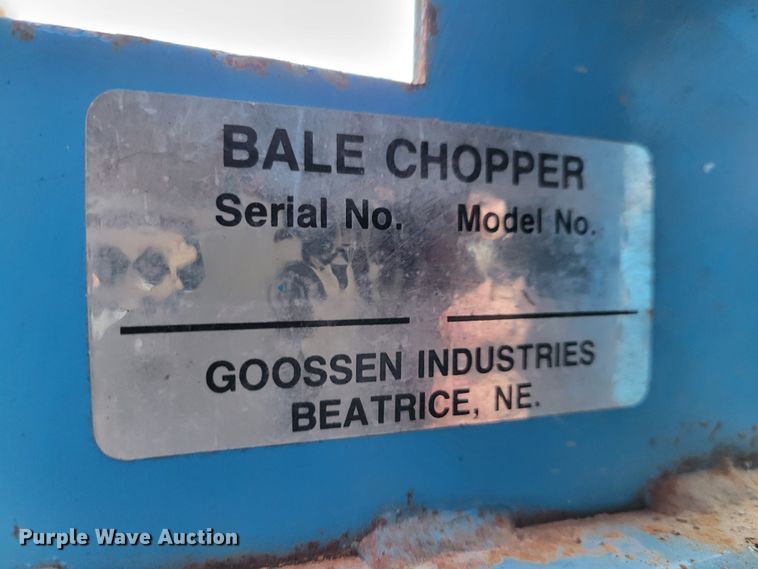 BALE CHOPPER
Serial No. Model No.
GOOSSEN INDUSTRIES
BEATRICE, NE.
Purple Wave Auction